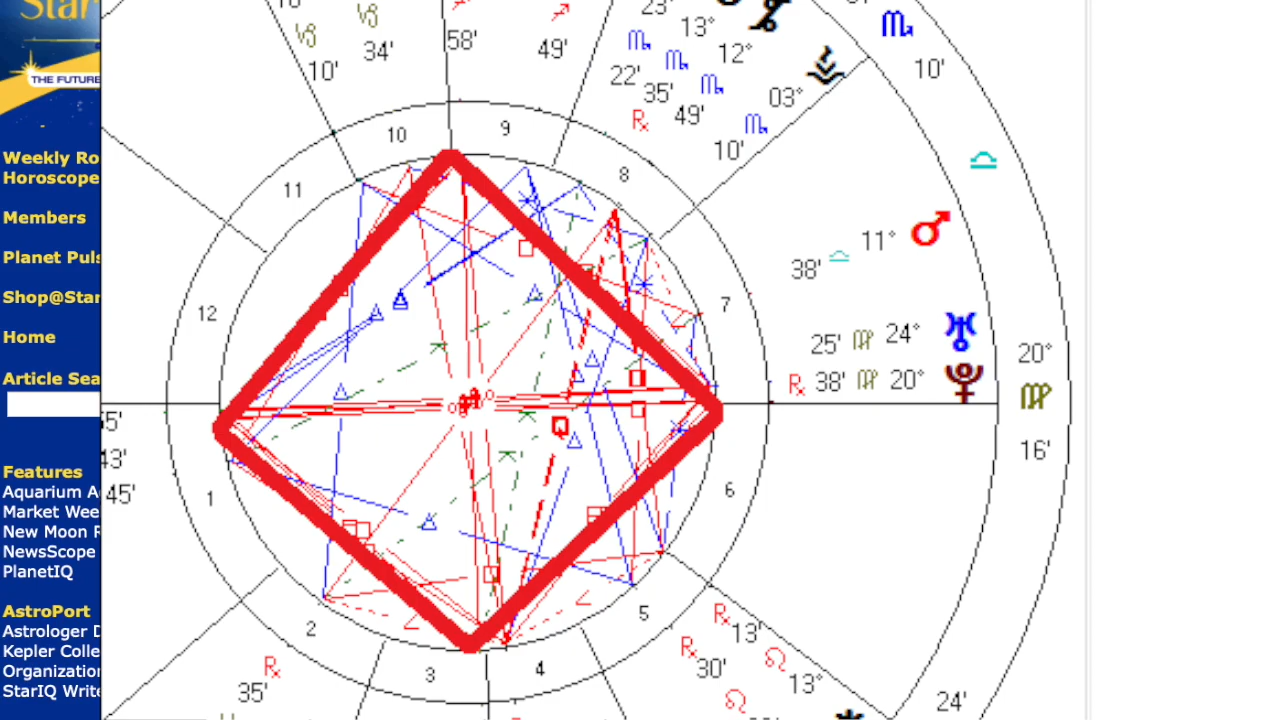 Star
THE FUTURE
Weekly Ro
Horoscope
Members
Planet Puls
Shop@Star
Home
Article Sea
Features
Aquarium A
Market Wee
New Moon R
NewsScope
PlanetIQ
AstroPort
Astrologer D
Kepler Colle
Organization
StarIQ Write
10'
34'
58'
49'
23'
13°
12°
22'
35'
49'
03°
10'
10'
℞
10
9
8
11
12
7
1
6
2
3
4
5
♎
11°
♂
38'
♎
25'
♍
24°
♅
℞
38'
♍
20°
♇
20°
♍
16'
43'
45'
℞
35'
℞
13'
℞
30'
♌
13°
♌
24'